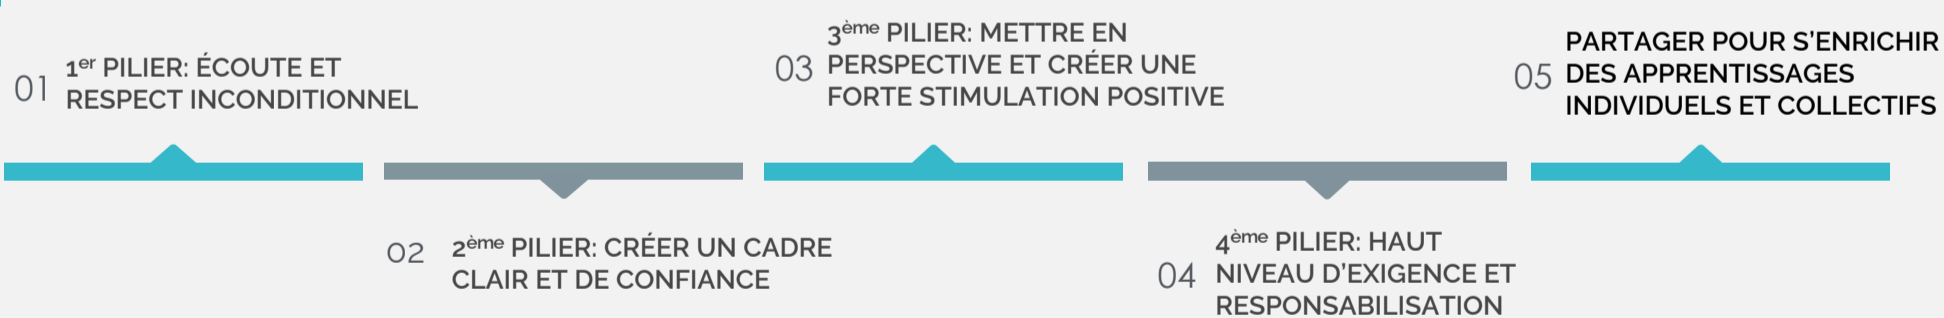 01
1er PILIER: ÉCOUTE ET
RESPECT INCONDITIONNEL
02
2ème PILIER: CRÉER UN CADRE
CLAIR ET DE CONFIANCE
03
3ème PILIER: METTRE EN
PERSPECTIVE ET CRÉER UNE
FORTE STIMULATION POSITIVE
04
4ème PILIER: HAUT
NIVEAU D'EXIGENCE ET
RESPONSABILISATION
05
PARTAGER POUR S'ENRICHIR
DES APPRENTISSAGES
INDIVIDUELS ET COLLECTIFS